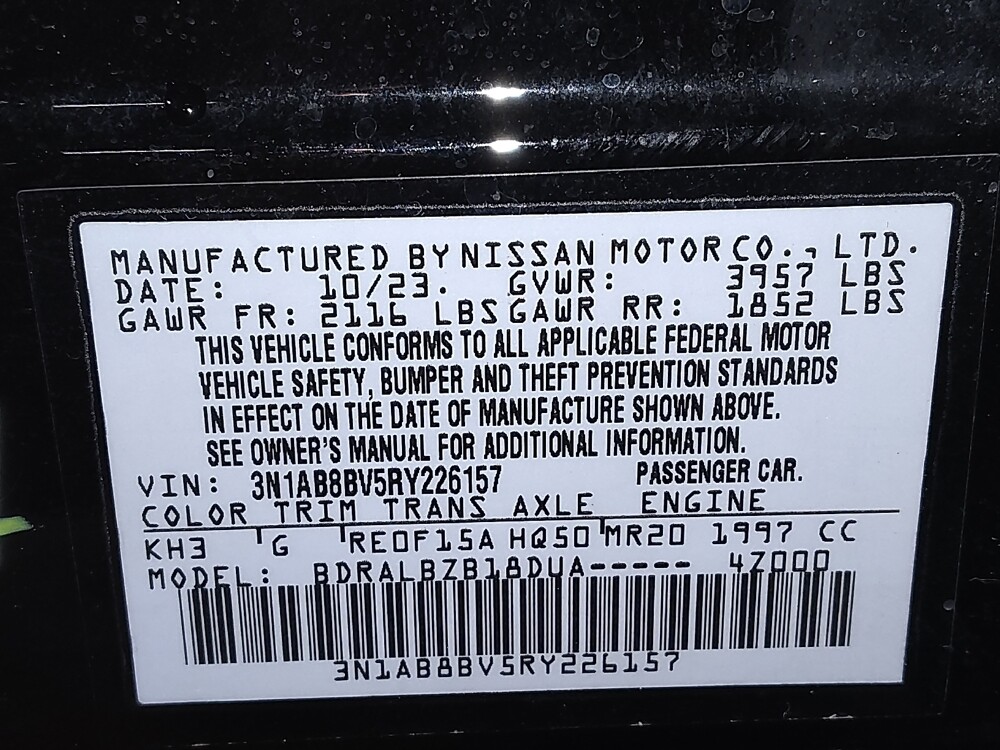 MANUFACTURED BY NISSAN MOTOR CO., LTD.
DATE: 10/23. GVWR: 3957 LBS
GAWR FR: 2116 LBS GAWR RR: 1852 LBS
THIS VEHICLE CONFORMS TO ALL APPLICABLE FEDERAL MOTOR
VEHICLE SAFETY, BUMPER AND THEFT PREVENTION STANDARDS
IN EFFECT ON THE DATE OF MANUFACTURE SHOWN ABOVE.
SEE OWNER'S MANUAL FOR ADDITIONAL INFORMATION.
VIN: 3N1AB8BV5RY226157 PASSENGER CAR.
COLOR TRIM TRANS AXLE ENGINE
KH3 G RE0F15A HQ50 MR20 1997 CC
MODEL: BDRALBZB18DUA----- 4Z000
3N1AB8BV5RY226157